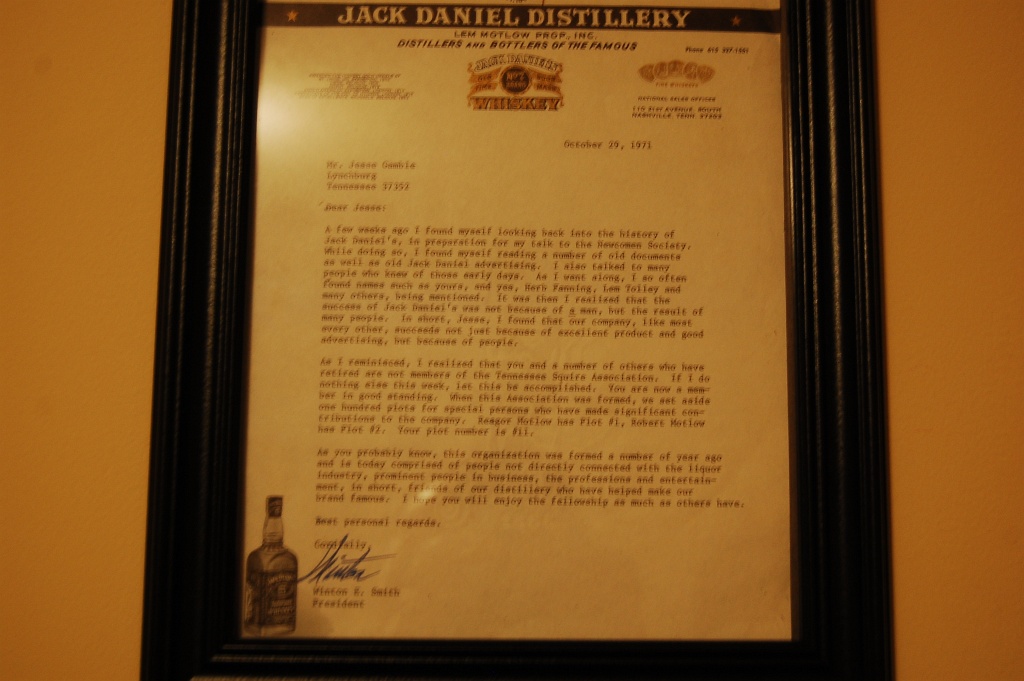 JACK DANIEL DISTILLERY
LEM MOTLOW PROP., INC.
DISTILLERS AND BOTTLERS OF THE FAMOUS
JACK DANIEL'S
WHISKEY
NATIONAL SALES OFFICES
110 21ST AVENUE, SOUTH
NASHVILLE, TENN 37203
October 29, 1971
Mr. Jesse Gamble
Lynchburg
Tennessee 37352
Dear Jesse:
A few weeks ago I found myself looking back into the history of
Jack Daniel's, in preparation for my talk to the Newcomen Society.
While doing so, I found myself reading a number of old documents
as well as old Jack Daniel advertising. I also talked to many
people who knew of those early days. As I went along, I so often
found names such as yours, and yes, Herb Fanning, Lem Tolley and
many others, being mentioned. It was then I realized that the
success of Jack Daniel's was not because of a man, but the result of
many people. In short, Jesse, I found that our company, like most
every other, succeeds not just because of excellent product and good
advertising, but because of people.
As I reminisced, I realized that you and a number of others who have
retired are not members of the Tennessee Squire Association. If I do
nothing else this week, let this be accomplished. You are now a mem-
ber in good standing. When this Association was formed, we set aside
one hundred plots for special persons who have made significant con-
tributions to the company. Reagor Motlow has Plot #1, Robert Motlow
has Plot #2. Your plot number is #11.
As you probably know, this organization was formed a number of year ago
and is today comprised of people not directly connected with the liquor
industry, prominent people in business, the professions and entertain-
ment, in short, friends of our distillery who have helped make our
brand famous. I hope you will enjoy the fellowship as much as others have.
Best personal regards.
Cordially,
Winton
Winton E. Smith
President